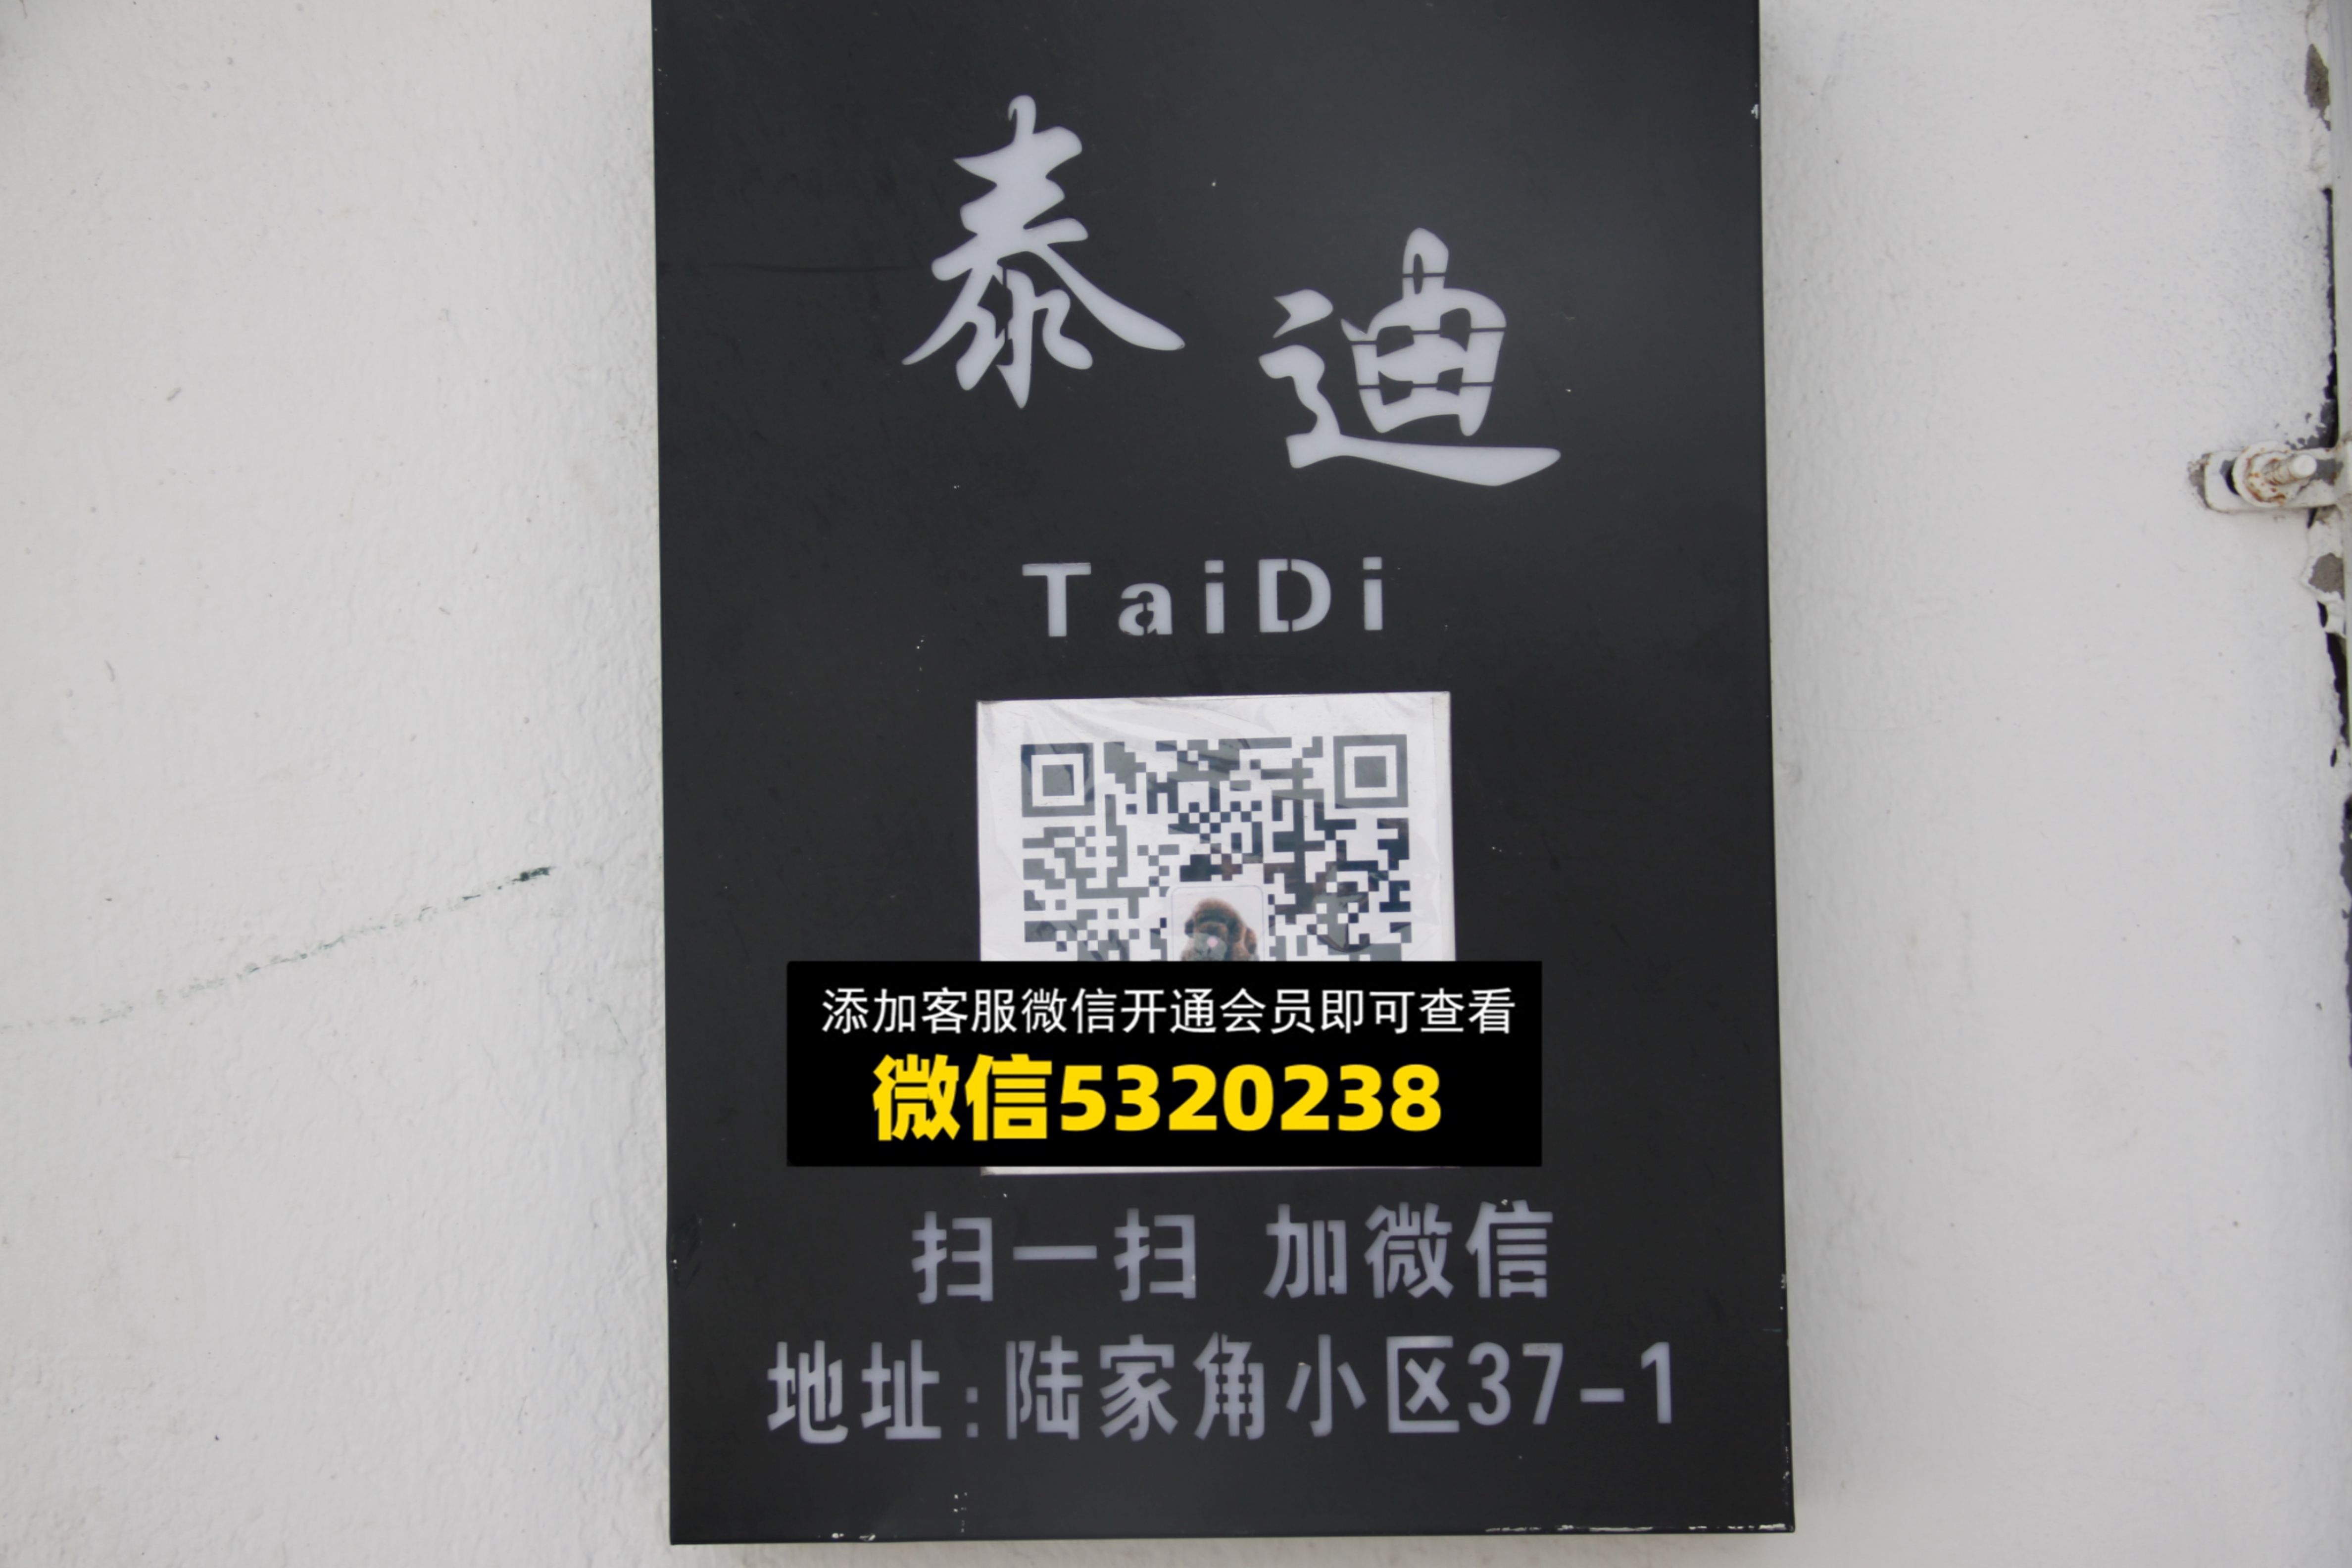 泰迪
TaiDi
添加客服微信开通会员即可查看
微信5320238
扫一扫 加微信
地址:陆家角小区37-1